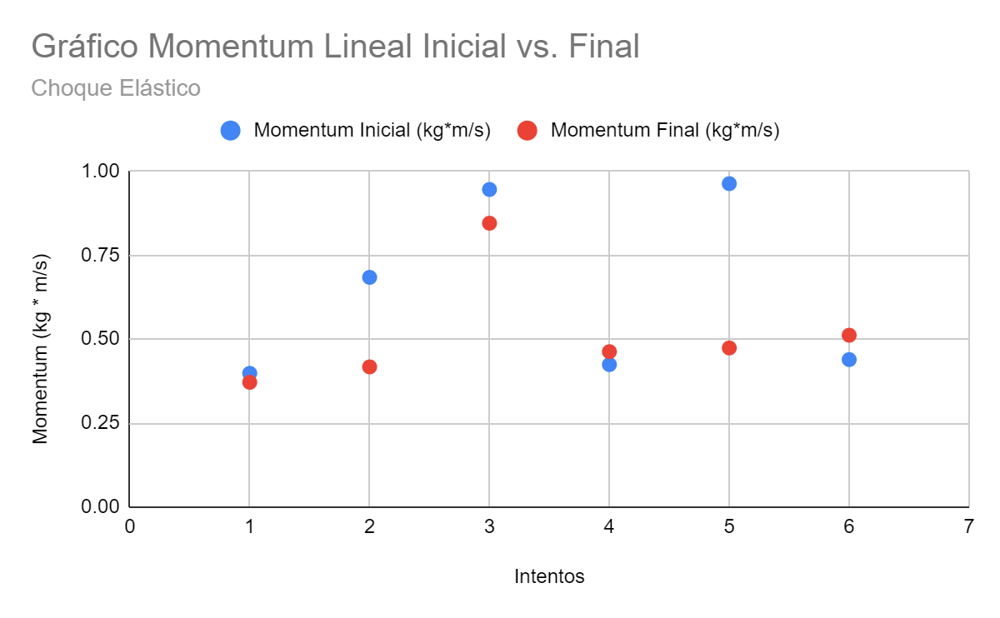 Gráfico Momentum Lineal Inicial vs. Final
Choque Elástico
Momentum Inicial (kg*m/s) Momentum Final (kg*m/s)
1.00
0.75
0.50
0.25
0.00
Momentum (kg * m/s)
0 1 2 3 4 5 6 7
Intentos